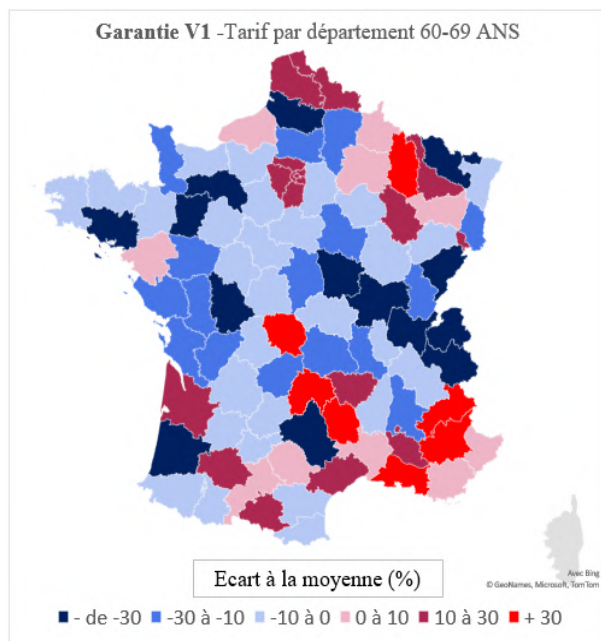 Garantie V1 -Tarif par département 60-69 ANS
Avec Bing
© GeoNames, Microsoft, TomTom
Ecart à la moyenne (%)
- de -30 -30 à -10 -10 à 0 0 à 10 10 à 30 + 30